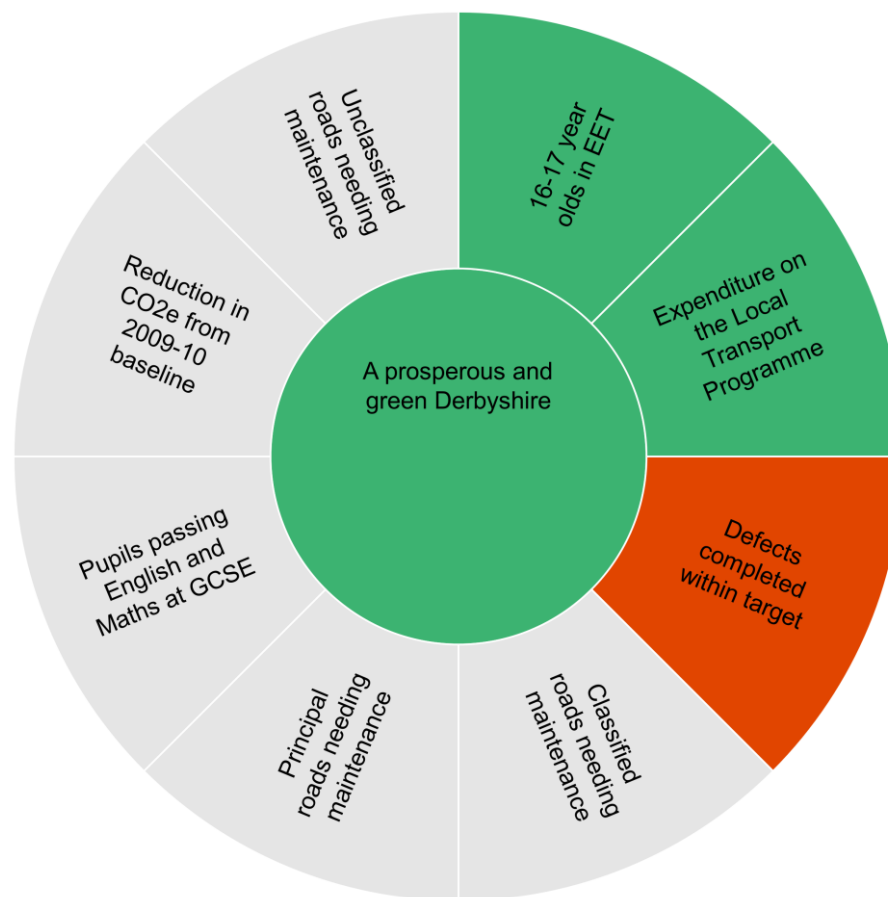 A prosperous and
green Derbyshire
16-17 year
olds in EET
Expenditure on
the Local
Transport
Programme
Defects
completed
within target
Classified
roads needing
maintenance
Principal
roads needing
maintenance
Pupils passing
English and
Maths at GCSE
Reduction in
CO2e from
2009-10
baseline
Unclassified
roads needing
maintenance